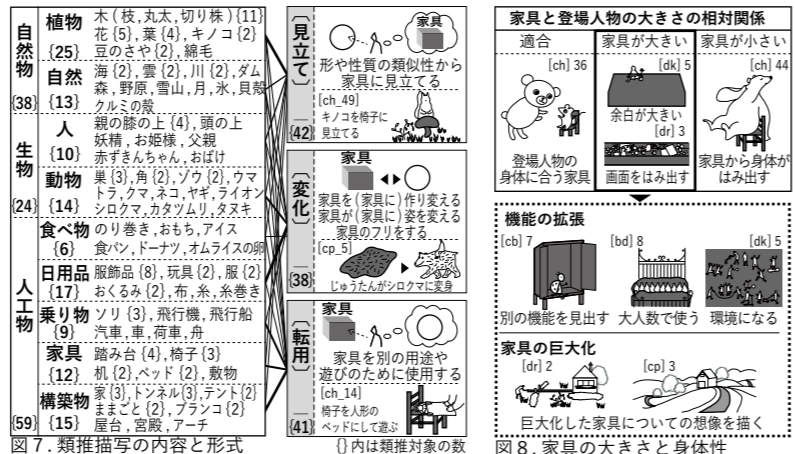 自然物
{38}
植物
{25}
木(枝,丸太,切り株){11}
花{5},葉{4},キノコ{2}
豆のさや{2},綿毛
自然
{13}
海{2},雲{2},川{2},ダム
森,野原,雪山,月,氷,貝殻
クルミの殻
生物
{24}
人
{10}
親の膝の上{4},頭の上
妖精,お姫様,父親
赤ずきんちゃん,おばけ
動物
{14}
巣{3},角{2},ゾウ{2},ウマ
トラ,クマ,ネコ,ヤギ,ライオン
シロクマ,カタツムリ,タヌキ
人工物
{59}
食べ物
{6}
のり巻き,おもち,アイス
食パン,ドーナツ,オムライスの卵
日用品
{17}
服飾品{8},玩具{2},服{2}
おくるみ{2},布,糸,糸巻き
乗り物
{9}
ソリ{3},飛行機,飛行船
汽車,車,荷車,舟
家具
{12}
踏み台{4},椅子{3}
机{2},ベッド{2},敷物
構築物
{15}
家{3},トンネル{3},テント{2}
ままごと{2},ブランコ{2}
屋台,宮殿,アーチ
〔見立て〕
{42}
家具
形や性質の類似性から
家具に見立てる
[ch_49]
キノコを椅子に
見立てる
〔変化〕
{38}
家具
家具を(家具に)作り変える
家具が(家具に)姿を変える
家具のフリをする
[cp_5]
じゅうたんがシロクマに変身
〔転用〕
{41}
家具
家具を別の用途や
遊びのために使用する
[ch_14]
椅子を人形の
ベッドにして遊ぶ
図7.類推描写の内容と形式
{}内は類推対象の数
家具と登場人物の大きさの相対関係
適合
家具が大きい
家具が小さい
[ch] 36
登場人物の
身体に合う家具
[dk] 5
余白が大きい
[dr] 3
画面をはみ出す
[ch] 44
家具から身体が
はみ出す
機能の拡張
[cb] 7
別の機能を見出す
[bd] 8
大人数で使う
[dk] 5
環境になる
家具の巨大化
[dr] 2
[cp] 3
巨大化した家具についての想像を描く
図8.家具の大きさと身体性